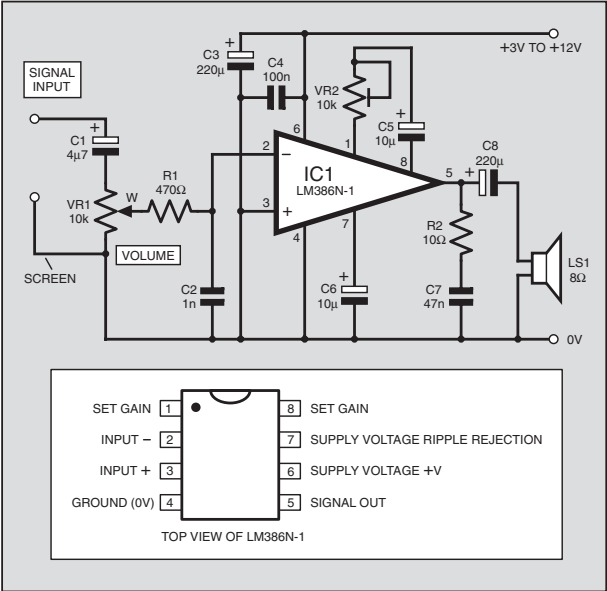 +3V TO +12V
SIGNAL
INPUT
C3
220µ
+
C4
100n
VR2
10k
+
C5
10µ
+
C1
4µ7
R1
470Ω
W
VR1
10k
VOLUME
SCREEN
C2
1n
2
−
3
+
6
4
IC1
LM386N-1
1
8
7
5
+
C8
220µ
R2
10Ω
LS1
8Ω
+
C6
10µ
C7
47n
0V
SET GAIN 1
8 SET GAIN
INPUT − 2
7 SUPPLY VOLTAGE RIPPLE REJECTION
INPUT + 3
6 SUPPLY VOLTAGE +V
GROUND (0V) 4
5 SIGNAL OUT
TOP VIEW OF LM386N-1